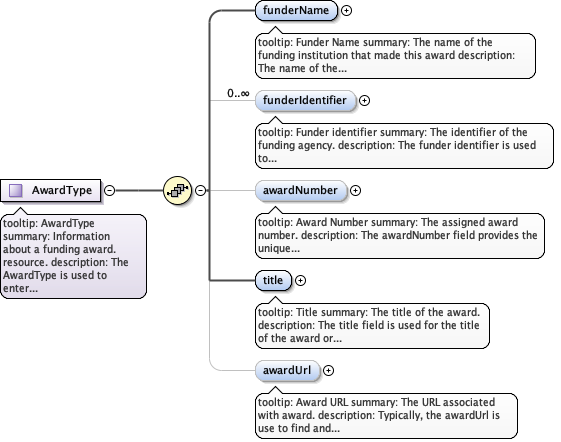 funderName
tooltip: Funder Name summary: The name of the
funding institution that made this award description:
The name of the...
0..∞
funderIdentifier
tooltip: Funder identifier summary: The identifier of the
funding agency. description: The funder identifier is used
to...
AwardType
tooltip: AwardType
summary: Information
about a funding award.
resource. description: The
AwardType is used to
enter...
awardNumber
tooltip: Award Number summary: The assigned award
number. description: The awardNumber field provides the
unique...
title
tooltip: Title summary: The title of the award.
description: The title field is used for the title
of the award or...
awardUrl
tooltip: Award URL summary: The URL associated
with award. description: Typically, the awardUrl is
use to find and...